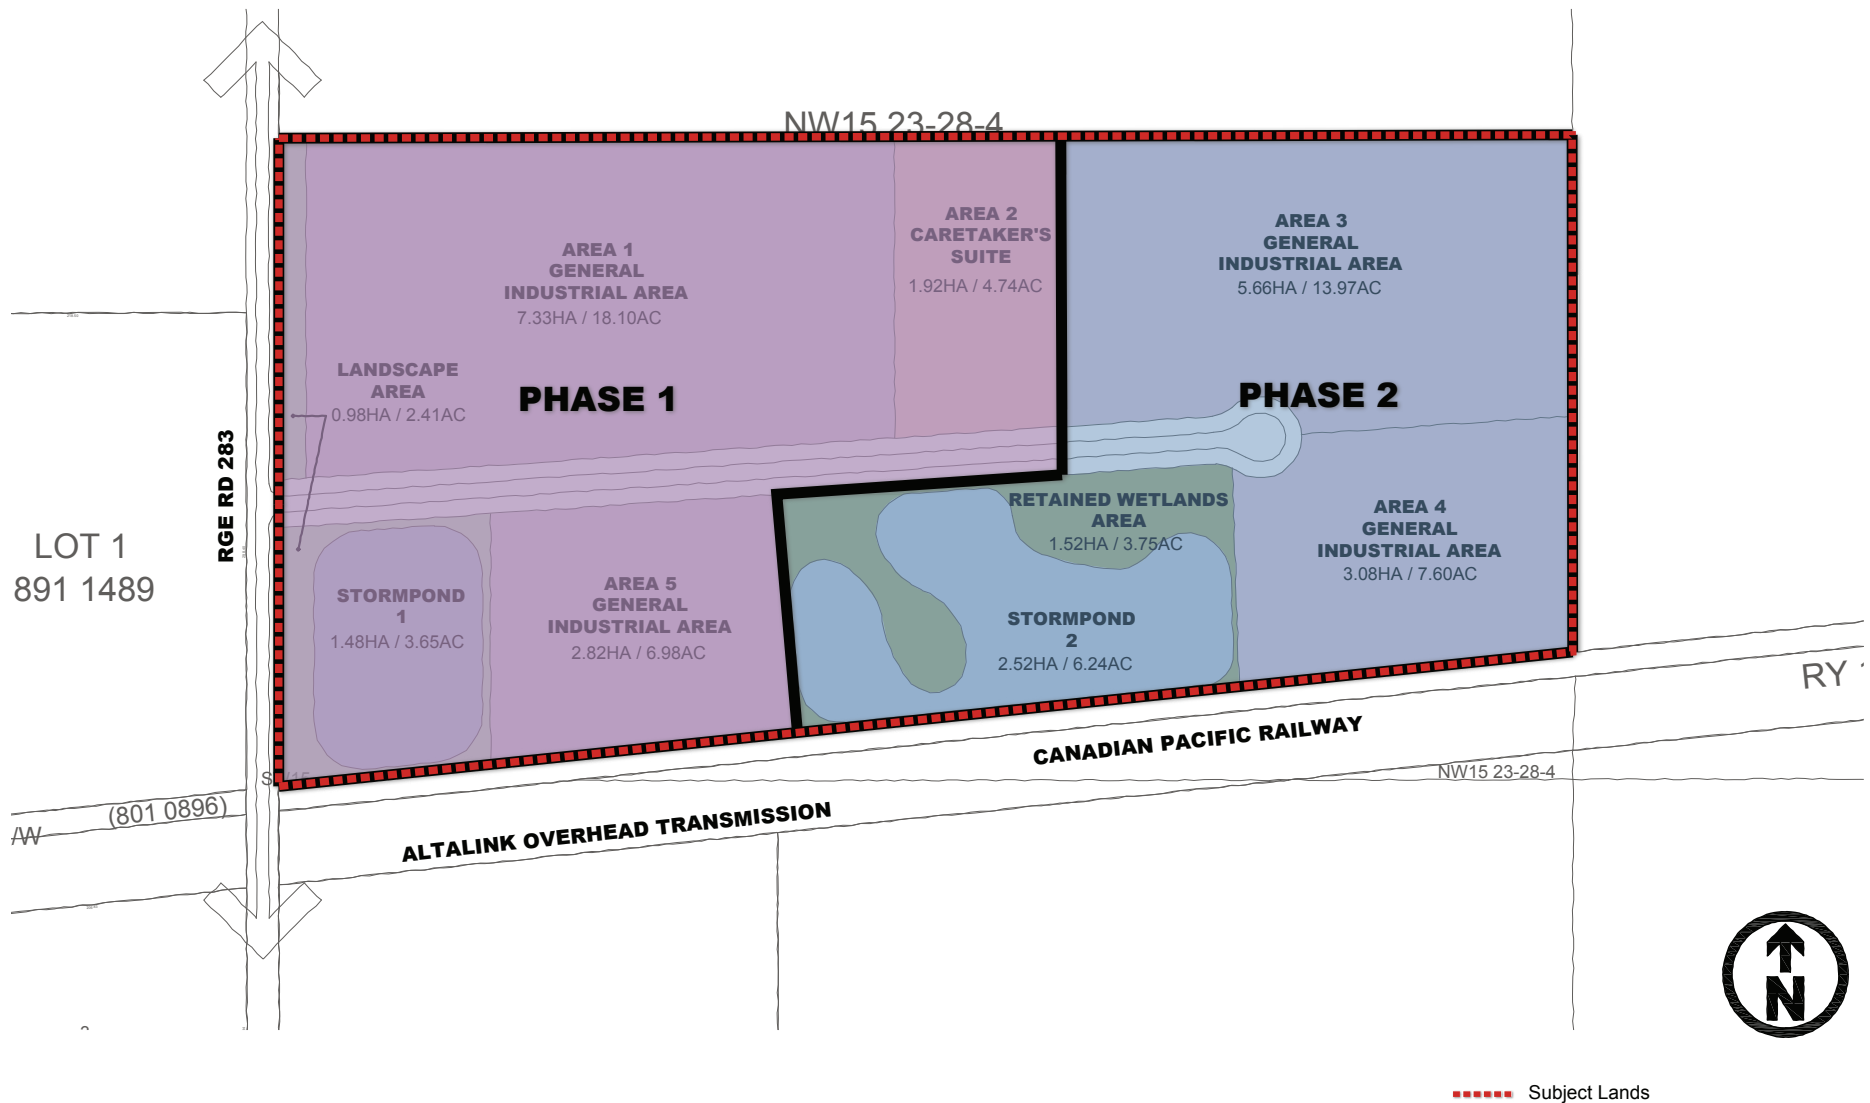 NW15 23-28-4
AREA 1
GENERAL
INDUSTRIAL AREA
7.33HA / 18.10AC
AREA 2
CARETAKER'S
SUITE
1.92HA / 4.74AC
AREA 3
GENERAL
INDUSTRIAL AREA
5.66HA / 13.97AC
LANDSCAPE
AREA
0.98HA / 2.41AC
PHASE 1
PHASE 2
RGE RD 283
LOT 1
891 1489
STORMPOND
1
1.48HA / 3.65AC
AREA 5
GENERAL
INDUSTRIAL AREA
2.82HA / 6.98AC
RETAINED WETLANDS
AREA
1.52HA / 3.75AC
STORMPOND
2
2.52HA / 6.24AC
AREA 4
GENERAL
INDUSTRIAL AREA
3.08HA / 7.60AC
RY
CANADIAN PACIFIC RAILWAY
NW15 23-28-4
(801 0896)
/W
ALTALINK OVERHEAD TRANSMISSION
N
Subject Lands